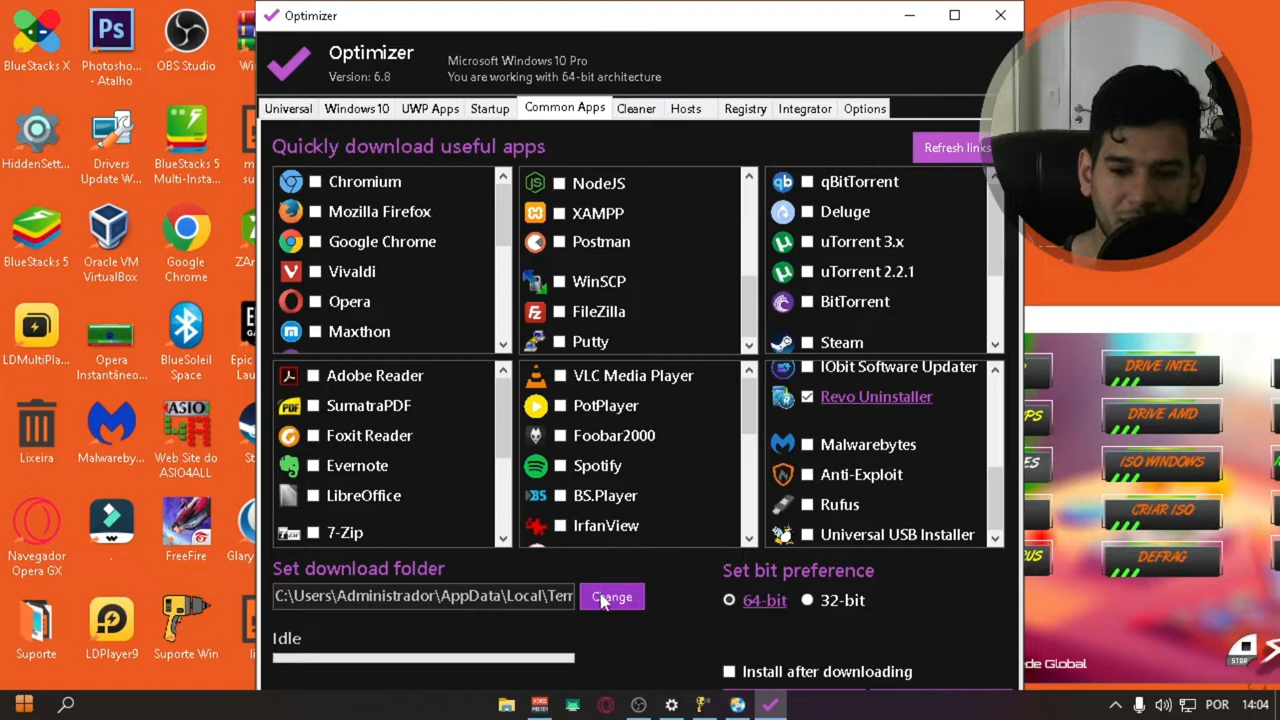 Optimizer
Optimizer
Version: 6.8
Microsoft Windows 10 Pro
You are working with 64-bit architecture
Universal
Windows 10
UWP Apps
Startup
Common Apps
Cleaner
Hosts
Registry
Integrator
Options
Quickly download useful apps
Refresh links
Chromium
Mozilla Firefox
Google Chrome
Vivaldi
Opera
Maxthon
NodeJS
XAMPP
Postman
WinSCP
FileZilla
Putty
qBitTorrent
Deluge
uTorrent 3.x
uTorrent 2.2.1
BitTorrent
Steam
Adobe Reader
SumatraPDF
Foxit Reader
Evernote
LibreOffice
7-Zip
VLC Media Player
PotPlayer
Foobar2000
Spotify
BS.Player
IrfanView
IObit Software Updater
Revo Uninstaller
Malwarebytes
Anti-Exploit
Rufus
Universal USB Installer
Set download folder
C:\Users\Administrador\AppData\Local\Tem
Change
Set bit preference
64-bit
32-bit
Idle
Install after downloading
BlueStacks X
Photosho...
- Atalho
OBS Studio
HiddenSett...
Drivers
Update W...
BlueStacks 5
Multi-Insta...
BlueStacks 5
Oracle VM
VirtualBox
Google
Chrome
LDMultiPla...
Opera
Instantâneo...
BlueSoleil
Space
Lixeira
Malwareby...
Web Site do
ASIO4ALL
Navegador
Opera GX
.
FreeFire
Suporte
LDPlayer9
Suporte Win
DRIVE INTEL
DRIVE AMD
ISO WINDOWS
CRIAR ISO
DEFRAG
STOP
de Global
POR
14:04